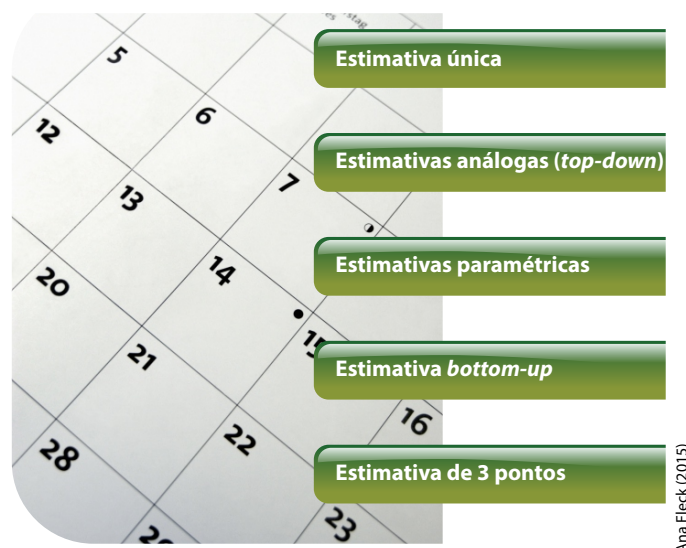 Estimativa única
Estimativas análogas (top-down)
Estimativas paramétricas
Estimativa bottom-up
Estimativa de 3 pontos
5
6
7
12
13
14
15
16
20
21
22
23
28
Ana Fleck (2015)